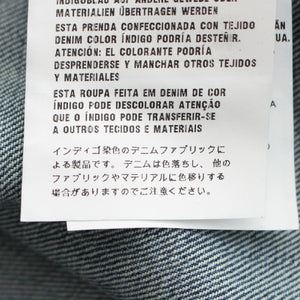 INDIGOBLAU AUF ANDERE GEWEBE ODER
MATERIALIEN ÜBERTRAGEN WERDEN
ESTA PRENDA CONFECCIONADA CON TEJIDO
DENIM COLOR ÍNDIGO PODRÍA DESTEÑIR.
ATENCIÓN: EL COLORANTE PODRÍA
DESPRENDERSE Y MANCHAR OTROS TEJIDOS
Y MATERIALES
ESTA ROUPA FEITA EM DENIM DE COR
ÍNDIGO PODE DESCOLORAR ATENÇÃO
QUE O ÍNDIGO PODE TRANSFERIR-SE
A OUTROS TECIDOS E MATERIAIS
インディゴ染色のデニムファブリックに
よる製品です。デニムは色落ちし、他の
ファブリックやマテリアルに色移りする
場合がありますのでご注意ください。